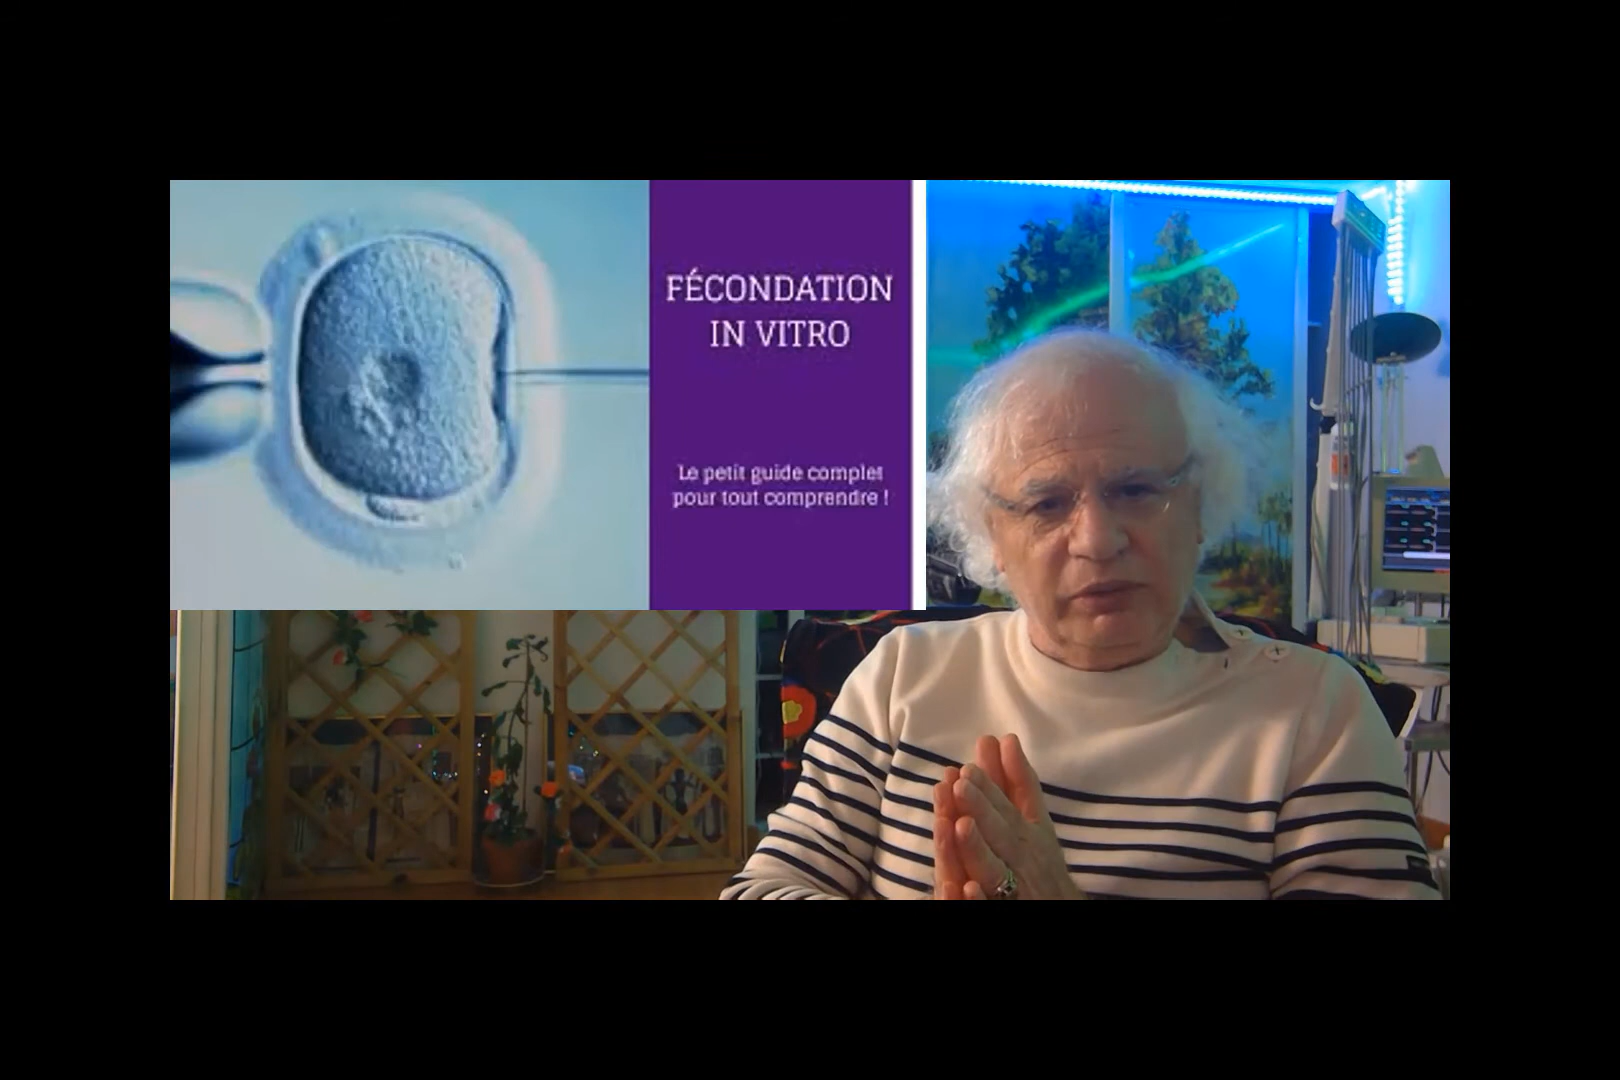 FÉCONDATION
IN VITRO
Le petit guide complet
pour tout comprendre !